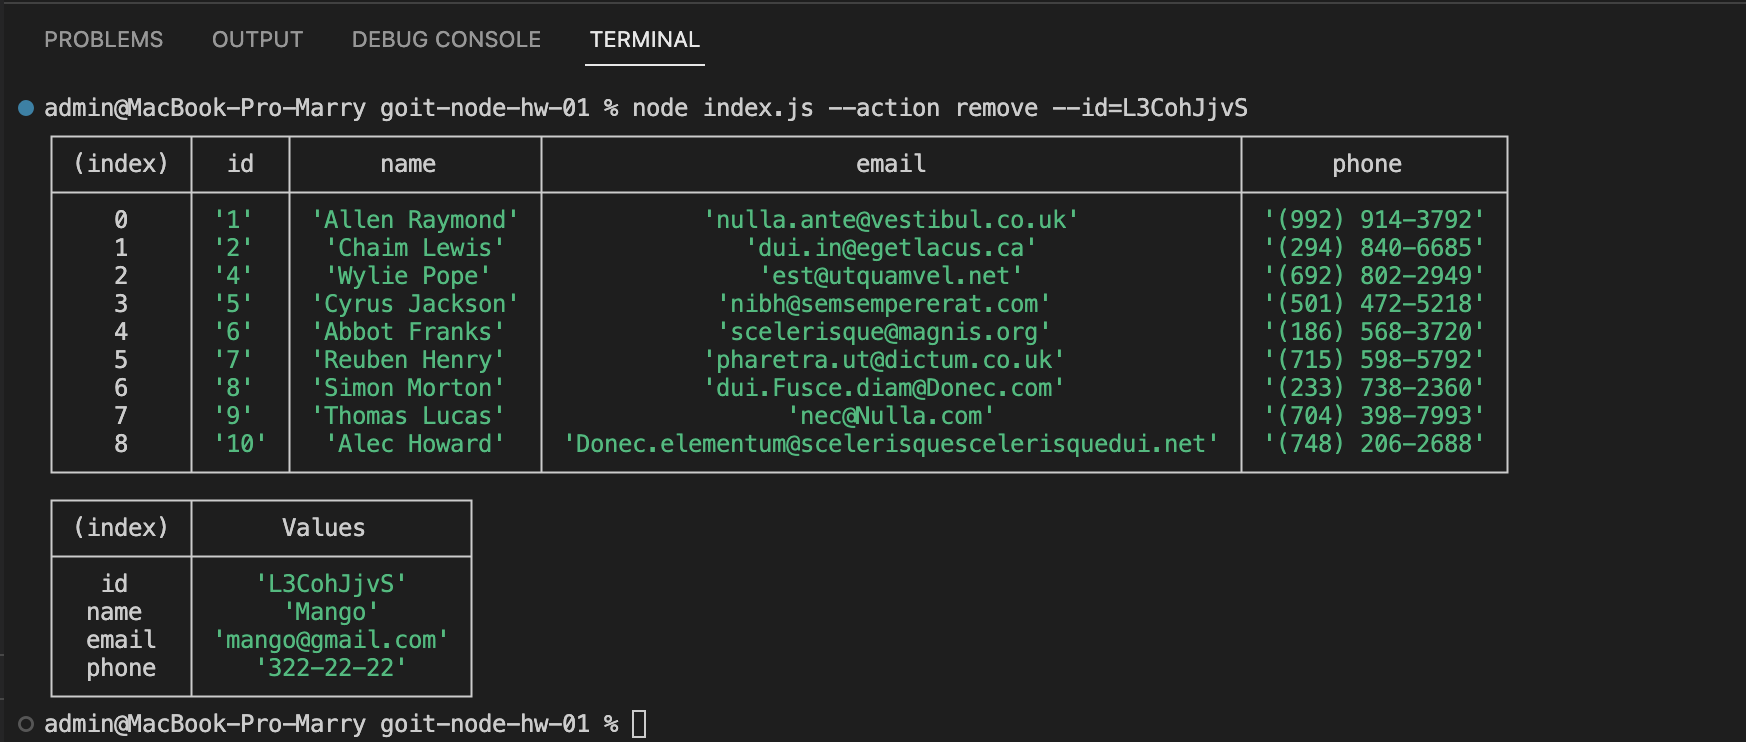 PROBLEMS OUTPUT DEBUG CONSOLE TERMINAL
admin@MacBook-Pro-Marry goit-node-hw-01 % node index.js --action remove --id=L3CohJjvS
(index) id name email phone
0 '1' 'Allen Raymond' 'nulla.ante@vestibul.co.uk' '(992) 914-3792'
1 '2' 'Chaim Lewis' 'dui.in@egetlacus.ca' '(294) 840-6685'
2 '4' 'Wylie Pope' 'est@utquamvel.net' '(692) 802-2949'
3 '5' 'Cyrus Jackson' 'nibh@semsempererat.com' '(501) 472-5218'
4 '6' 'Abbot Franks' 'scelerisque@magnis.org' '(186) 568-3720'
5 '7' 'Reuben Henry' 'pharetra.ut@dictum.co.uk' '(715) 598-5792'
6 '8' 'Simon Morton' 'dui.Fusce.diam@Donec.com' '(233) 738-2360'
7 '9' 'Thomas Lucas' 'nec@Nulla.com' '(704) 398-7993'
8 '10' 'Alec Howard' 'Donec.elementum@scelerisquescelerisquedui.net' '(748) 206-2688'
(index) Values
id 'L3CohJjvS'
name 'Mango'
email 'mango@gmail.com'
phone '322-22-22'
admin@MacBook-Pro-Marry goit-node-hw-01 %